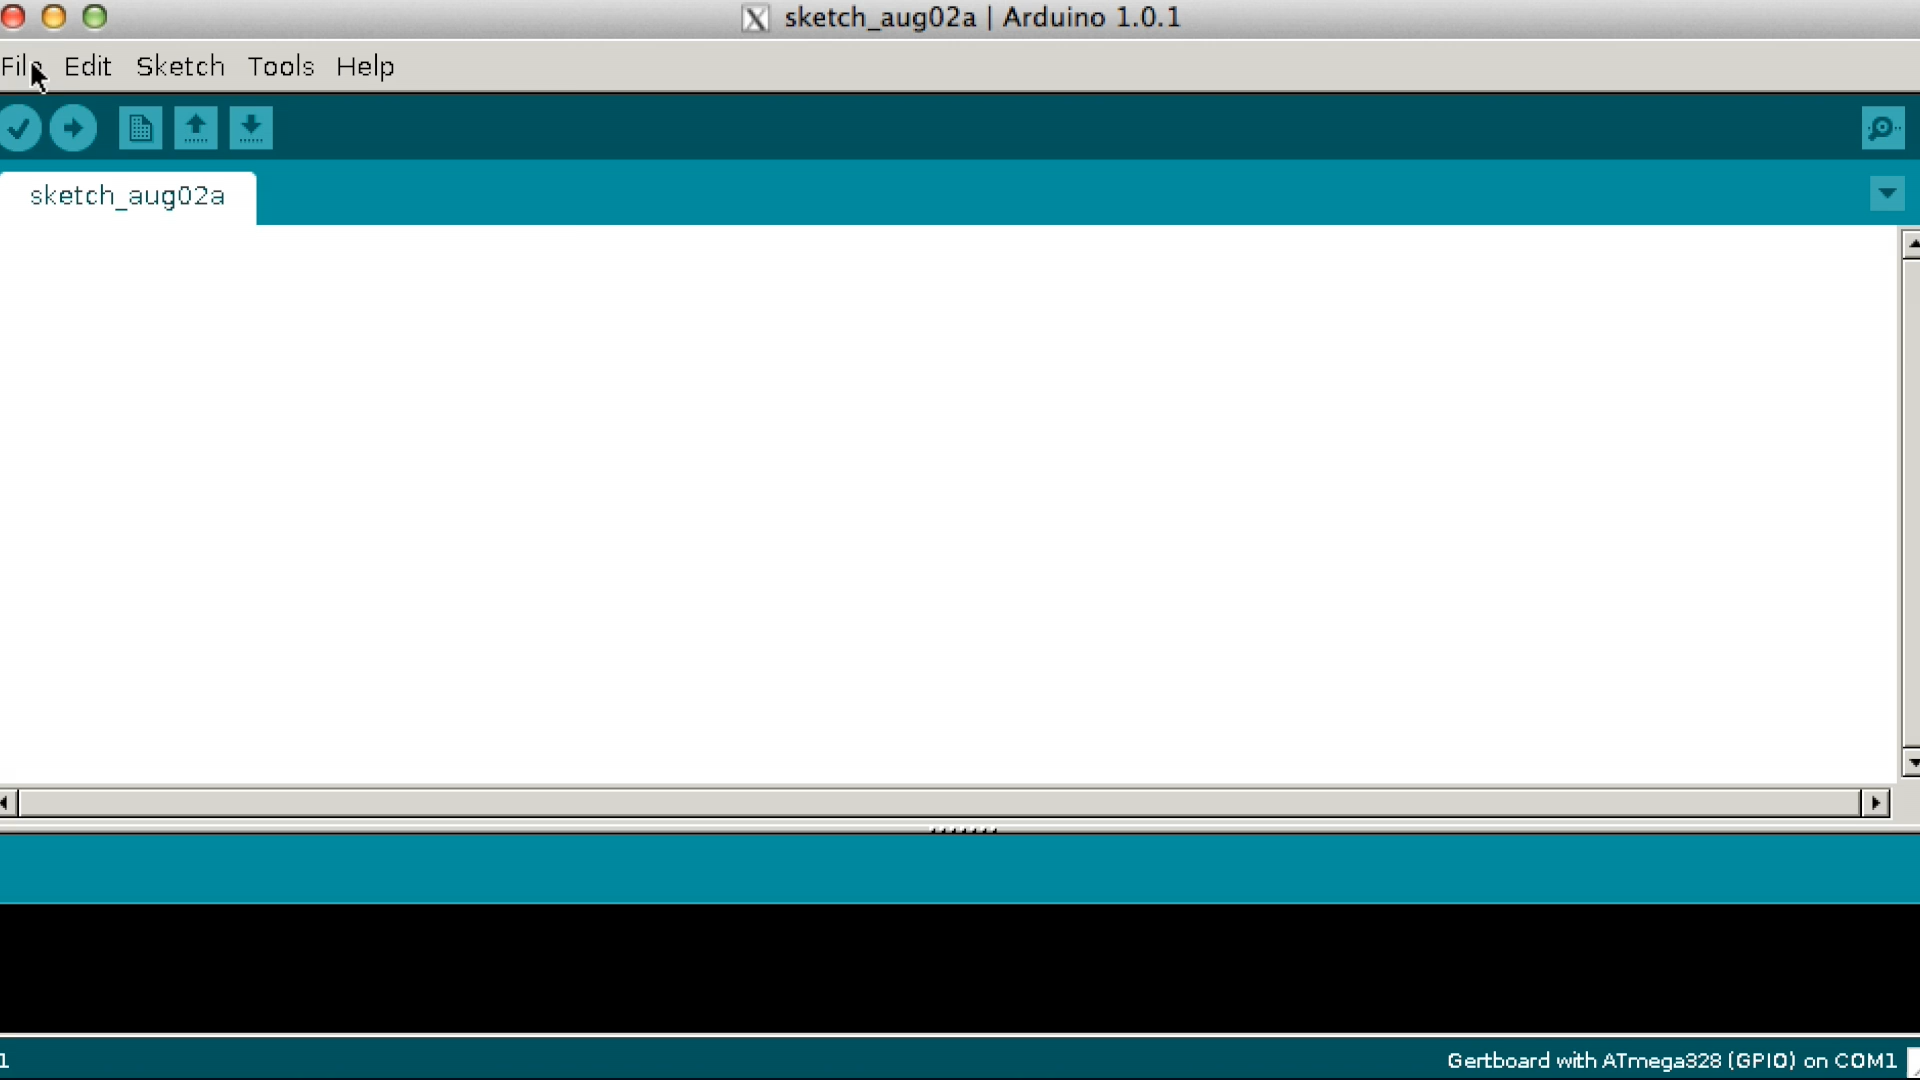 sketch_aug02a | Arduino 1.0.1
File Edit Sketch Tools Help
sketch_aug02a
1
Gertboard with ATmega328 (GPIO) on COM1